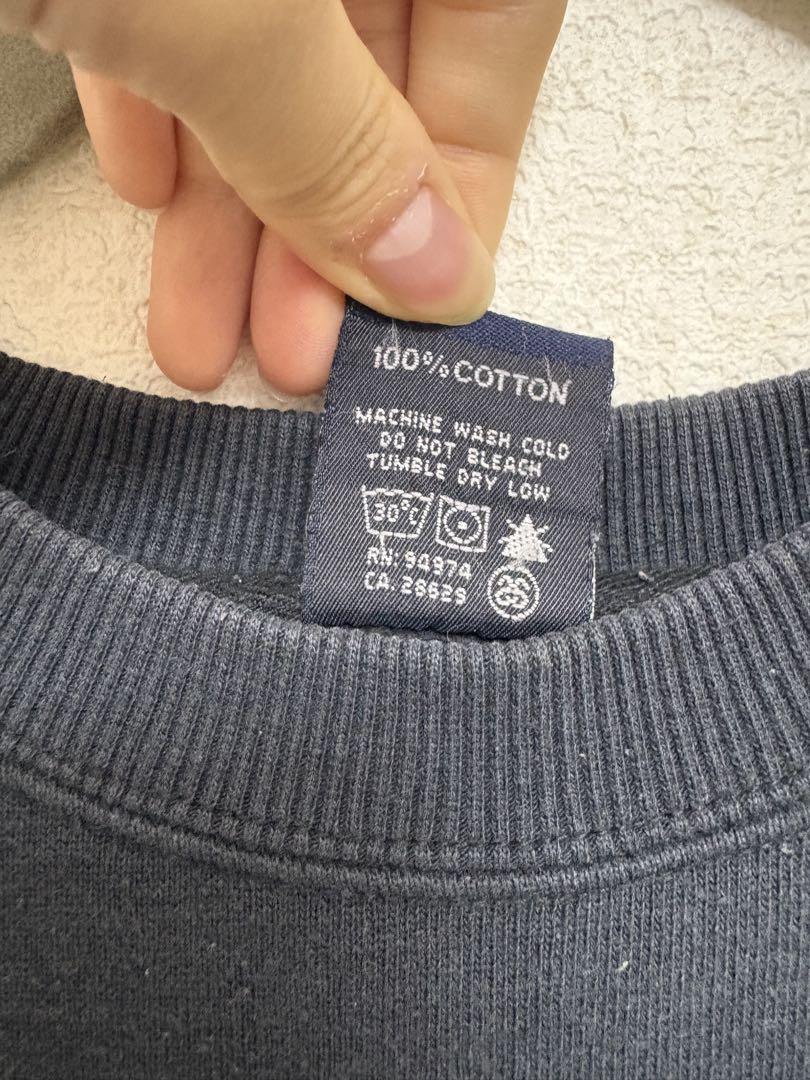 100% COTTON
MACHINE WASH COLD
DO NOT BLEACH
TUMBLE DRY LOW
30°C
RN: 94974
CA. 26629